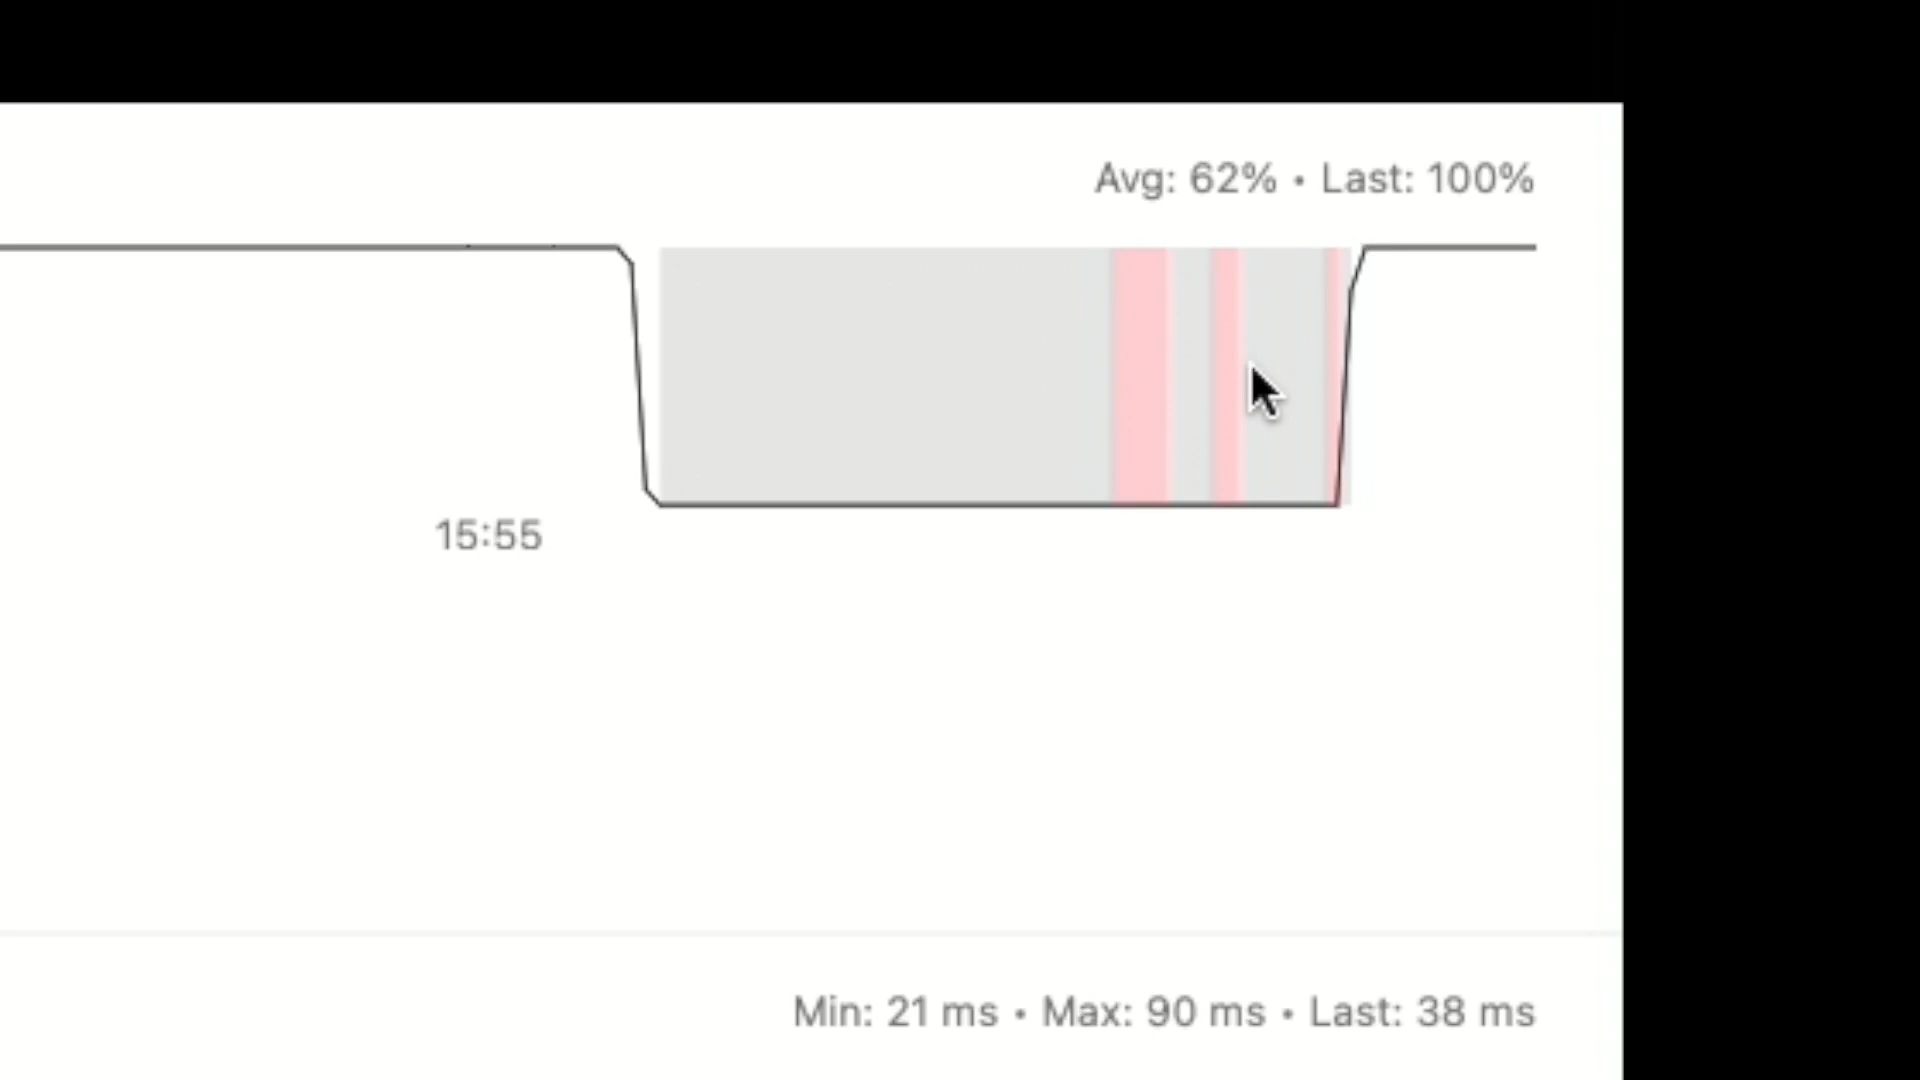 Avg: 62% • Last: 100%
15:55
Min: 21 ms • Max: 90 ms • Last: 38 ms